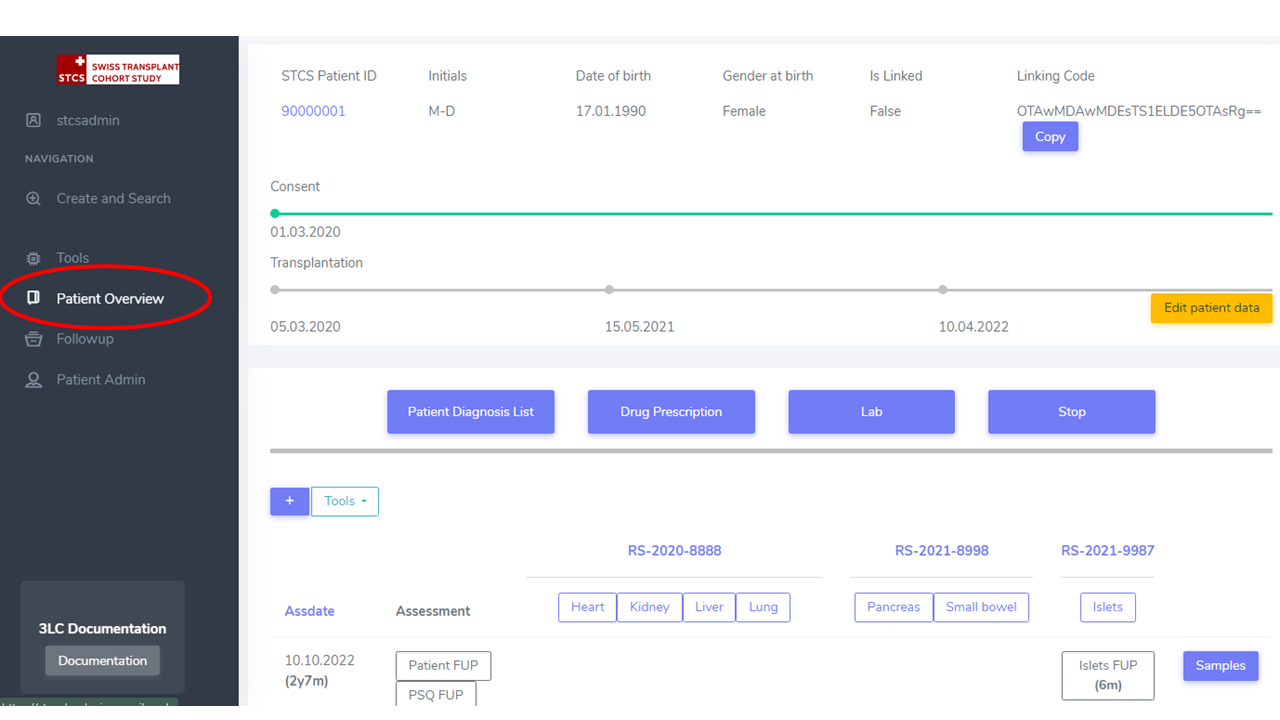 STCS SWISS TRANSPLANT
COHORT STUDY
stcsadmin
NAVIGATION
Create and Search
Tools
Patient Overview
Followup
Patient Admin
3LC Documentation
Documentation
STCS Patient ID Initials Date of birth Gender at birth Is Linked Linking Code
90000001 M-D 17.01.1990 Female False OTAwMDAwMDEsTS1ELDE5OTAsRg==
Copy
Consent
01.03.2020
Transplantation
05.03.2020 15.05.2021 10.04.2022
Edit patient data
Patient Diagnosis List Drug Prescription Lab Stop
+ Tools
RS-2020-8888 RS-2021-8998 RS-2021-9987
Assdate Assessment Heart Kidney Liver Lung Pancreas Small bowel Islets
10.10.2022 Patient FUP Islets FUP Samples
(2y7m) (6m)
PSQ FUP